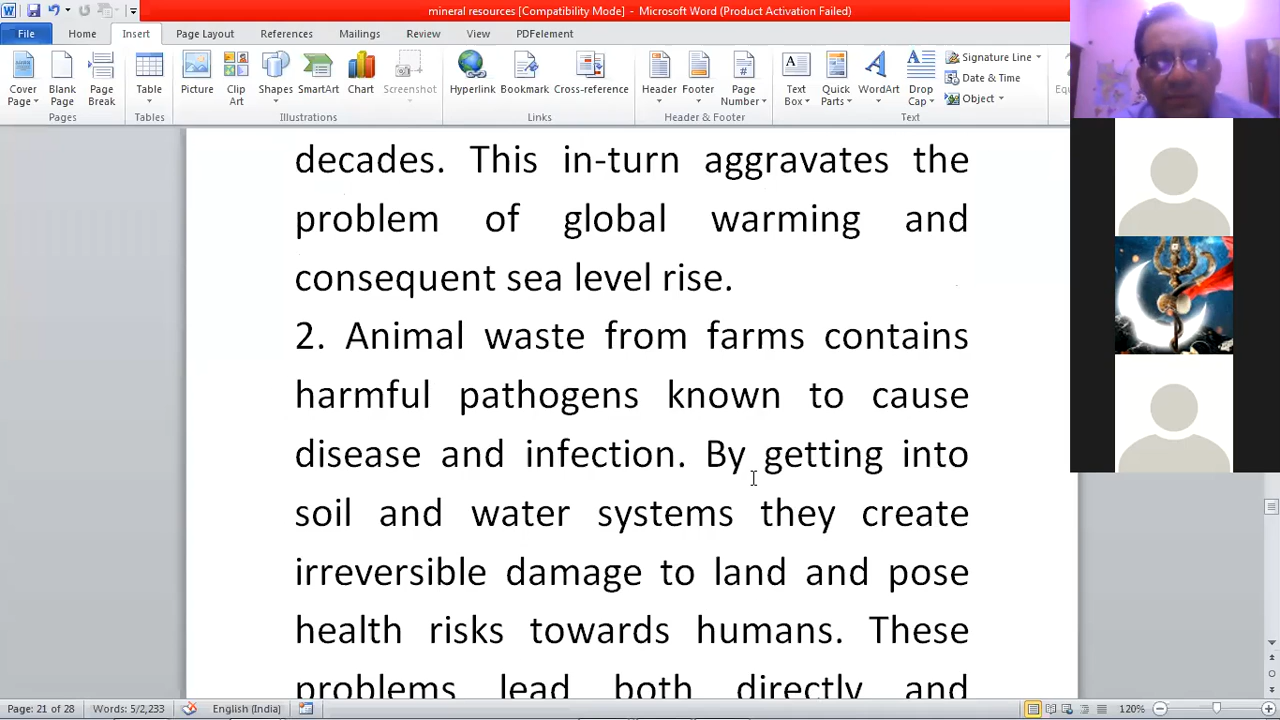 mineral resources [Compatibility Mode] - Microsoft Word (Product Activation Failed)
File Home Insert Page Layout References Mailings Review View PDFelement
Cover Page Blank Page Page Break Table Picture Clip Art Shapes SmartArt Chart Screenshot Hyperlink Bookmark Cross-reference Header Footer Page Number Text Box Quick Parts WordArt Drop Cap Signature Line
Date & Time
Object
Pages Tables Illustrations Links Header & Footer Text
decades. This in-turn aggravates the
problem of global warming and
consequent sea level rise.
2. Animal waste from farms contains
harmful pathogens known to cause
disease and infection. By getting into
soil and water systems they create
irreversible damage to land and pose
health risks towards humans. These
problems lead both directly and
Page: 21 of 28 Words: 5/2,233 English (India) 120%